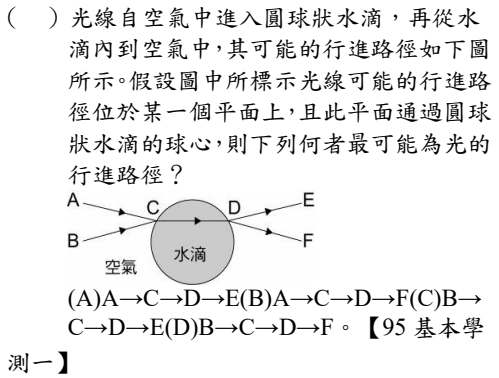 （　）光線自空氣中進入圓球狀水滴，再從水
滴內到空氣中，其可能的行進路徑如下圖
所示。假設圖中所標示光線可能的行進路
徑位於某一個平面上，且此平面通過圓球
狀水滴的球心，則下列何者最可能為光的
行進路徑？
A C D E
B 水滴 F
空氣
(A)A→C→D→E(B)A→C→D→F(C)B→
C→D→E(D)B→C→D→F。【95 基本學
測一】